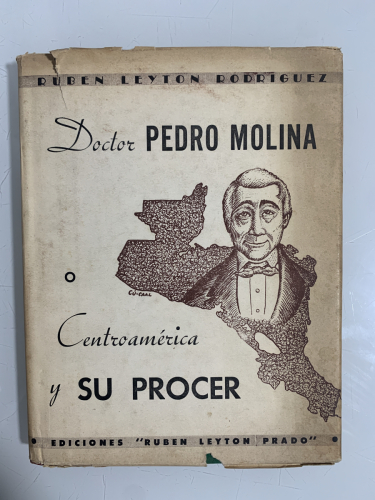 RUBEN LEYTON RODRIGUEZ
Doctor PEDRO MOLINA
o
Centroamérica
y SU PROCER
EDICIONES "RUBEN LEYTON PRADO"